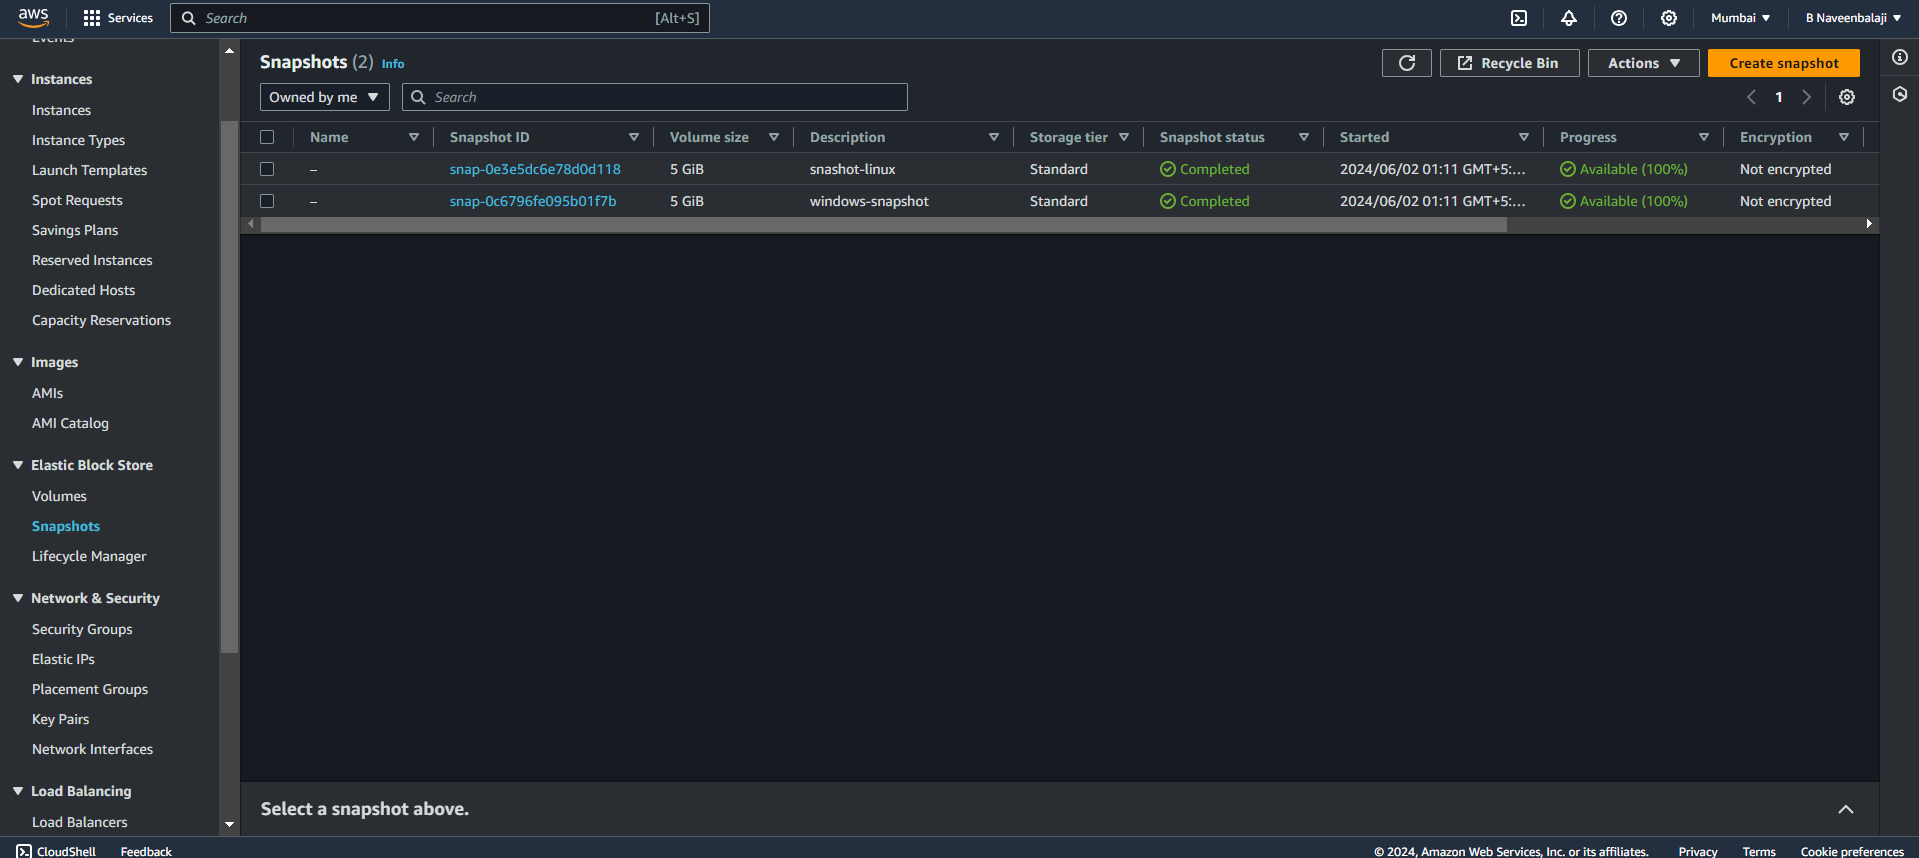 aws Services Search [Alt+S] Mumbai B Naveenbalaji
Events
Instances
Instances
Instance Types
Launch Templates
Spot Requests
Savings Plans
Reserved Instances
Dedicated Hosts
Capacity Reservations
Images
AMIs
AMI Catalog
Elastic Block Store
Volumes
Snapshots
Lifecycle Manager
Network & Security
Security Groups
Elastic IPs
Placement Groups
Key Pairs
Network Interfaces
Load Balancing
Load Balancers
Snapshots (2) Info Recycle Bin Actions Create snapshot
Owned by me Search 1
Name Snapshot ID Volume size Description Storage tier Snapshot status Started Progress Encryption
– snap-0e3e5dc6e78d0d118 5 GiB snashot-linux Standard Completed 2024/06/02 01:11 GMT+5:... Available (100%) Not encrypted
– snap-0c6796fe095b01f7b 5 GiB windows-snapshot Standard Completed 2024/06/02 01:11 GMT+5:... Available (100%) Not encrypted
Select a snapshot above.
CloudShell Feedback © 2024, Amazon Web Services, Inc. or its affiliates. Privacy Terms Cookie preferences